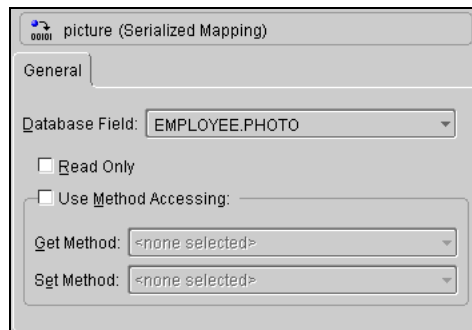 00101 picture (Serialized Mapping)
General
Database Field: EMPLOYEE.PHOTO
Read Only
Use Method Accessing:
Get Method: <none selected>
Set Method: <none selected>